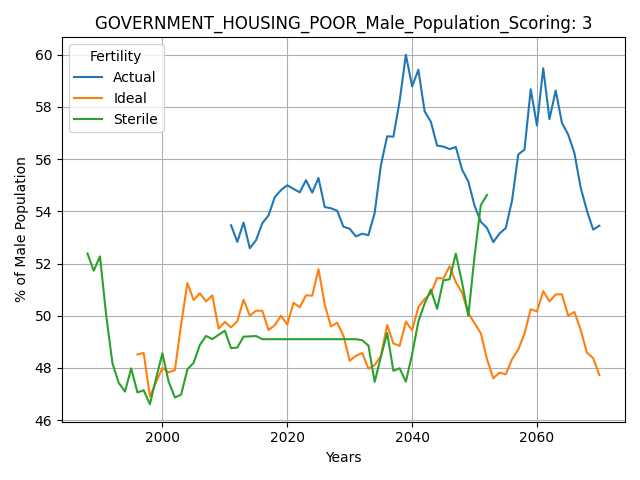 GOVERNMENT_HOUSING_POOR_Male_Population_Scoring: 3
Fertility
Actual
Ideal
Sterile
% of Male Population
60
58
56
54
52
50
48
46
2000
2020
2040
2060
Years